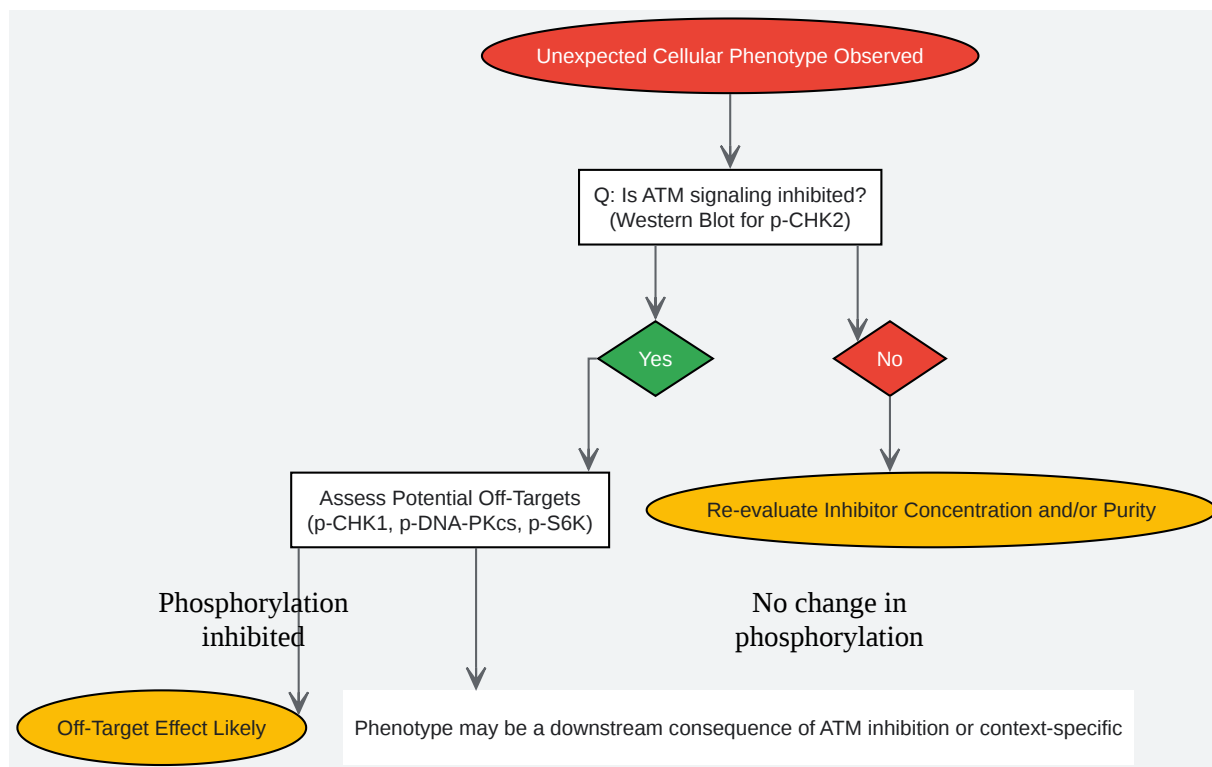 Unexpected Cellular Phenotype Observed
Q: Is ATM signaling inhibited?
(Western Blot for p-CHK2)
Yes
No
Assess Potential Off-Targets
(p-CHK1, p-DNA-PKcs, p-S6K)
Re-evaluate Inhibitor Concentration and/or Purity
Phosphorylation
inhibited
No change in
phosphorylation
Off-Target Effect Likely
Phenotype may be a downstream consequence of ATM inhibition or context-specific